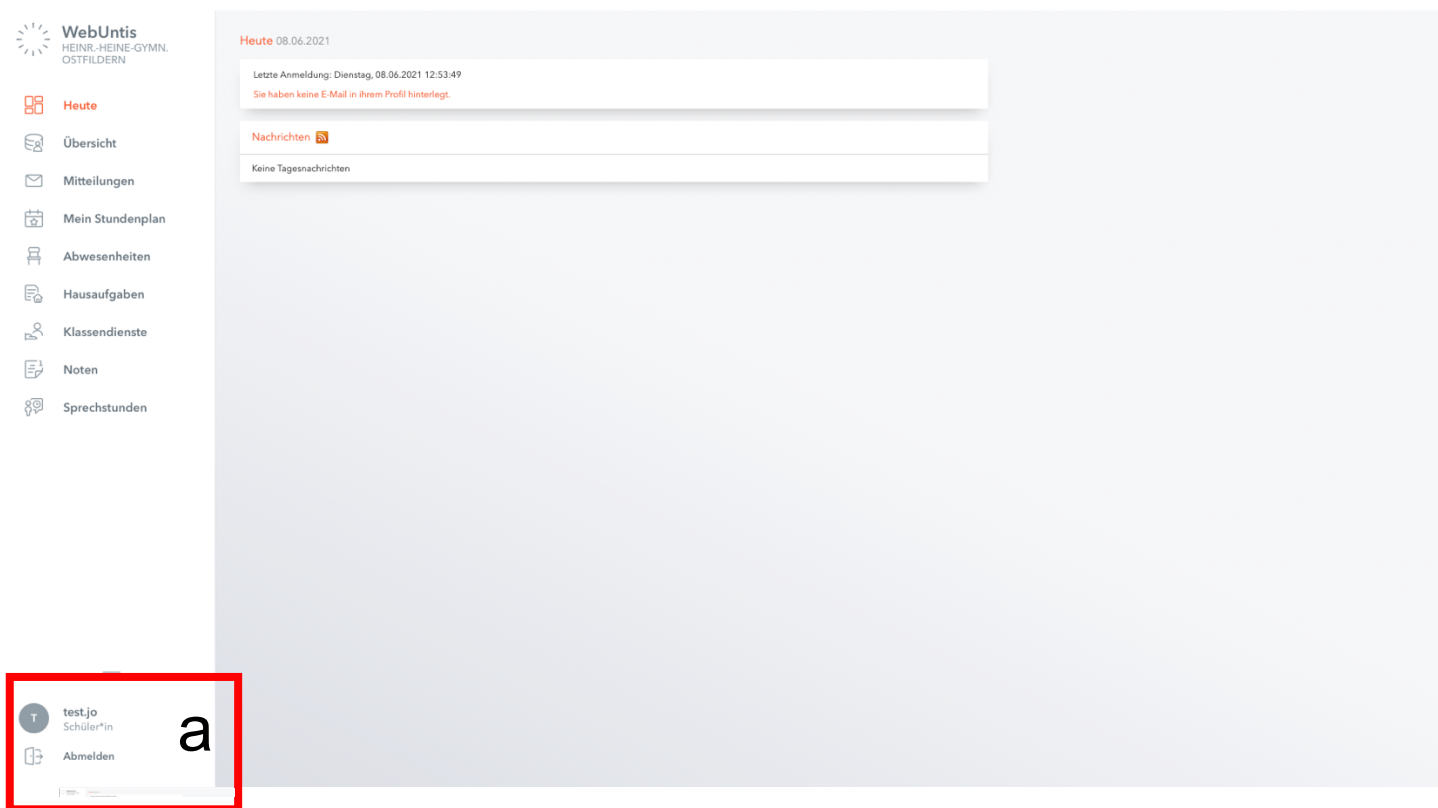 WebUntis
HEINR.-HEINE-GYMN.
OSTFILDERN
Heute
Übersicht
Mitteilungen
Mein Stundenplan
Abwesenheiten
Hausaufgaben
Klassendienste
Noten
Sprechstunden
T
test.jo
Schüler*in
Abmelden
a
Heute 08.06.2021
Letzte Anmeldung: Dienstag, 08.06.2021 12:53:49
Sie haben keine E-Mail in ihrem Profil hinterlegt.
Nachrichten
Keine Tagesnachrichten